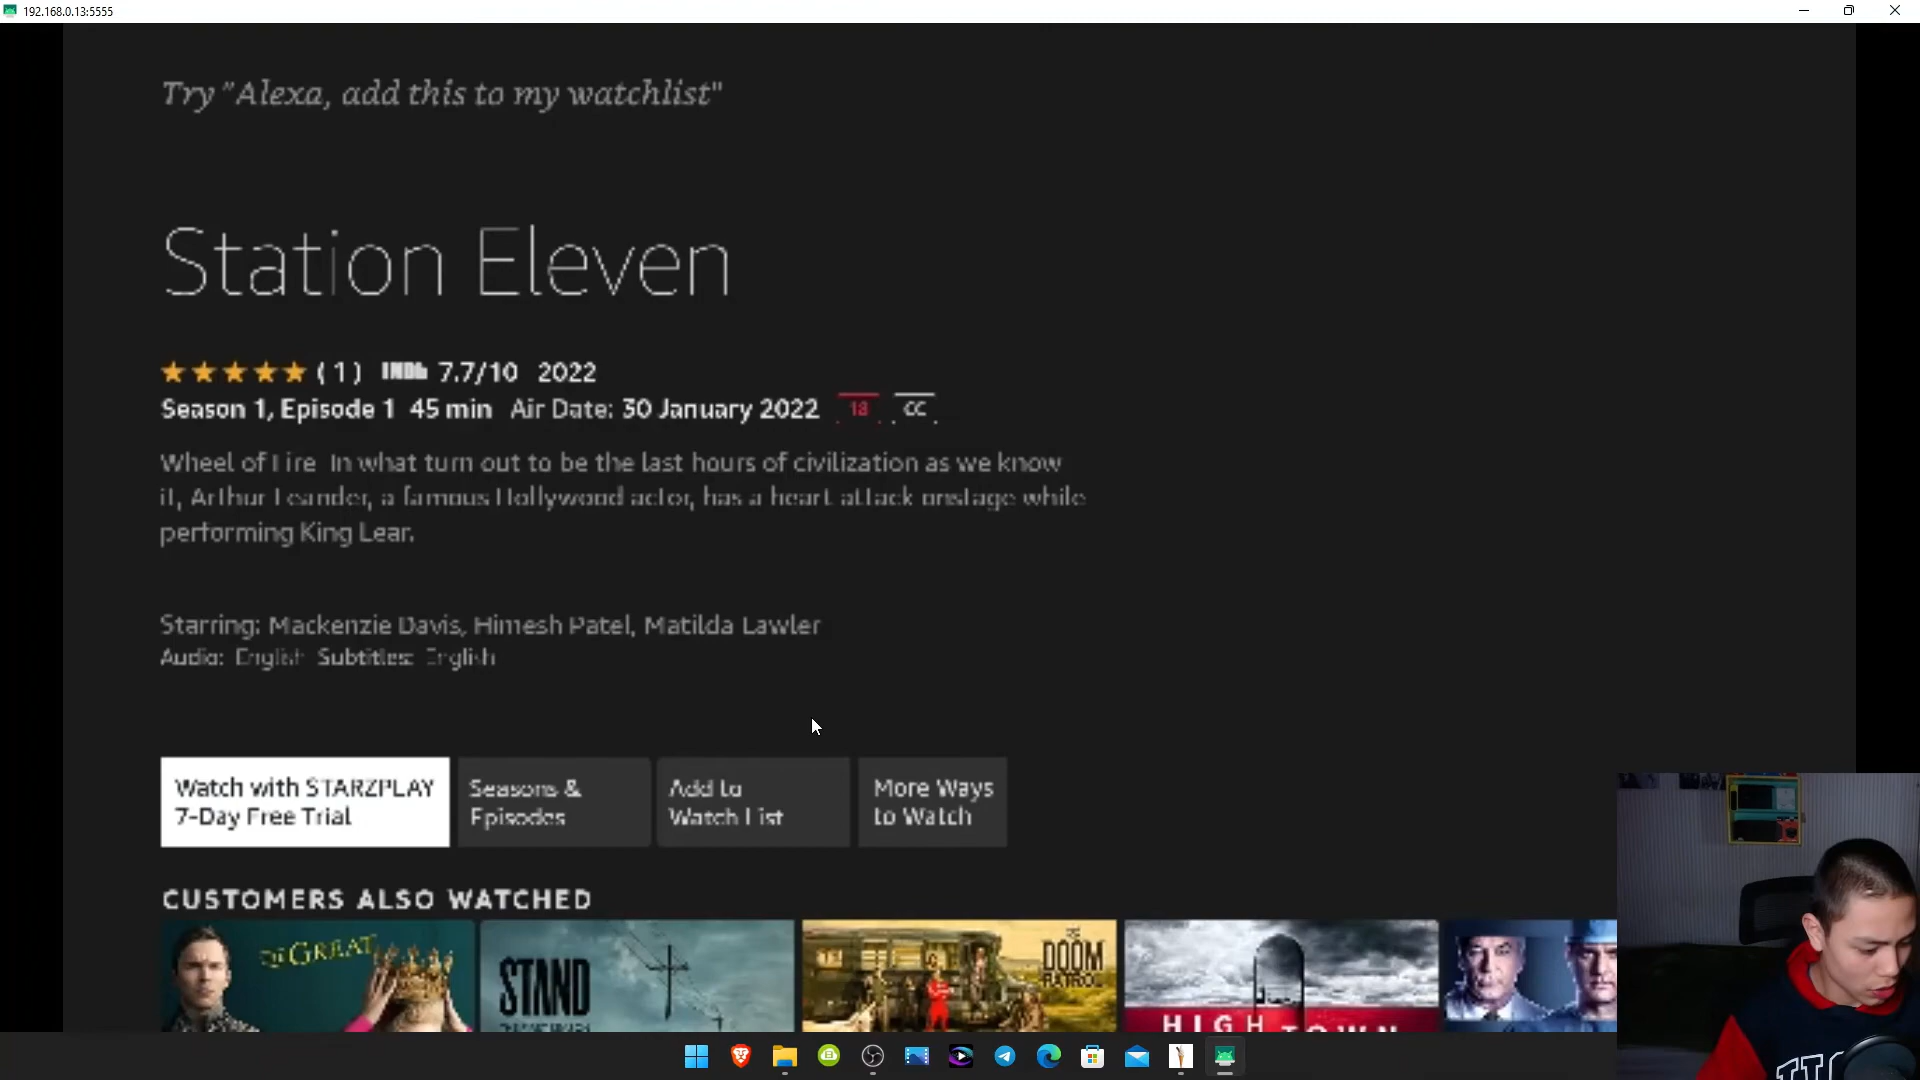 192.168.0.13:5555
Try "Alexa, add this to my watchlist"
Station Eleven
( 1 ) IMDb 7.7/10 2022
Season 1, Episode 1 45 min Air Date: 30 January 2022 18 CC
Wheel of Fire In what turn out to be the last hours of civilization as we know
it, Arthur Leander, a famous Hollywood actor, has a heart attack onstage while
performing King Lear.
Starring: Mackenzie Davis, Himesh Patel, Matilda Lawler
Audio: English Subtitles: English
Watch with STARZPLAY
7-Day Free Trial
Seasons &
Episodes
Add to
Watch List
More Ways
to Watch
CUSTOMERS ALSO WATCHED
THE GREAT
STAND
DOOM
PATROL
HIGH TOWN